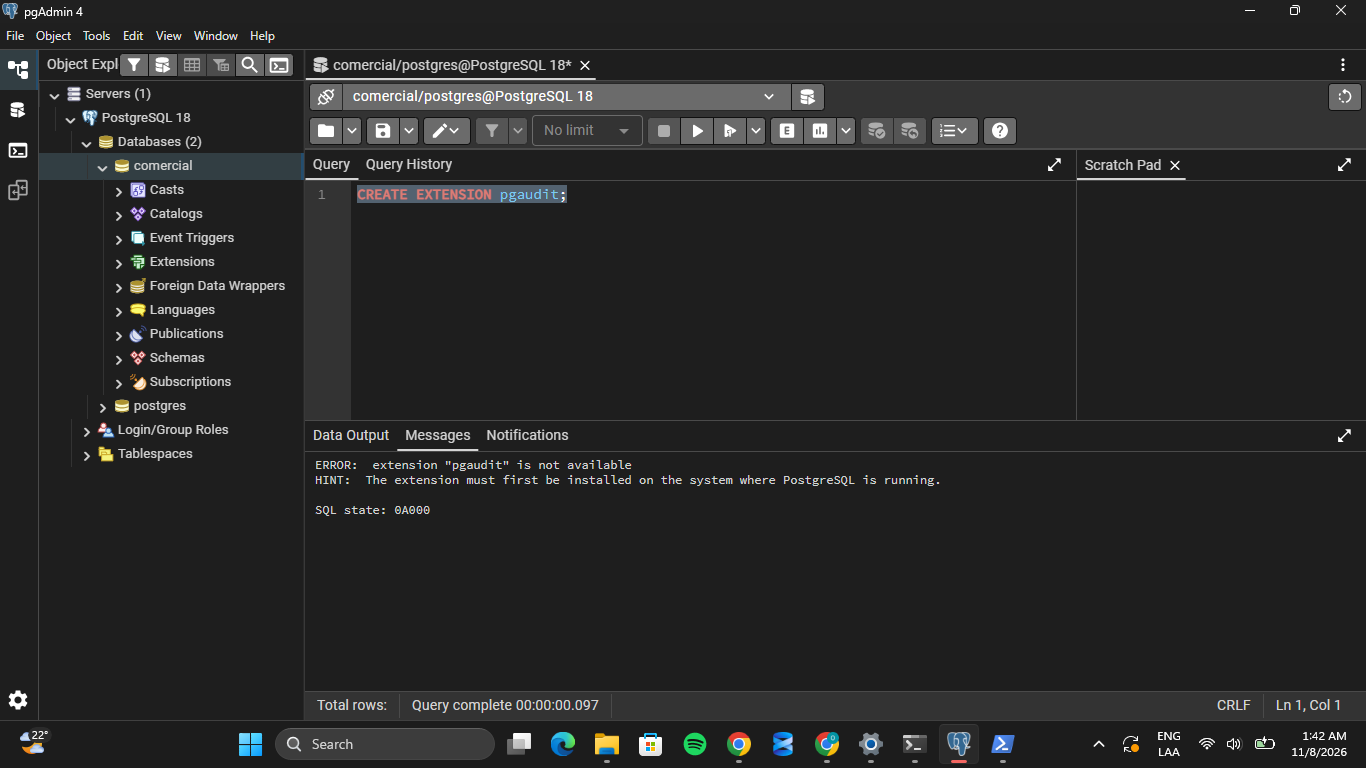 pgAdmin 4
File Object Tools Edit View Window Help
Object Expl
comercial/postgres@PostgreSQL 18*
Servers (1)
PostgreSQL 18
Databases (2)
comercial
Casts
Catalogs
Event Triggers
Extensions
Foreign Data Wrappers
Languages
Publications
Schemas
Subscriptions
postgres
Login/Group Roles
Tablespaces
comercial/postgres@PostgreSQL 18
No limit
E
Query Query History
Scratch Pad
1 CREATE EXTENSION pgaudit;
Data Output Messages Notifications
ERROR:  extension "pgaudit" is not available
HINT:  The extension must first be installed on the system where PostgreSQL is running.
SQL state: 0A000
Total rows: Query complete 00:00:00.097 CRLF Ln 1, Col 1
22°
Search
ENG
LAA
1:42 AM
11/8/2026